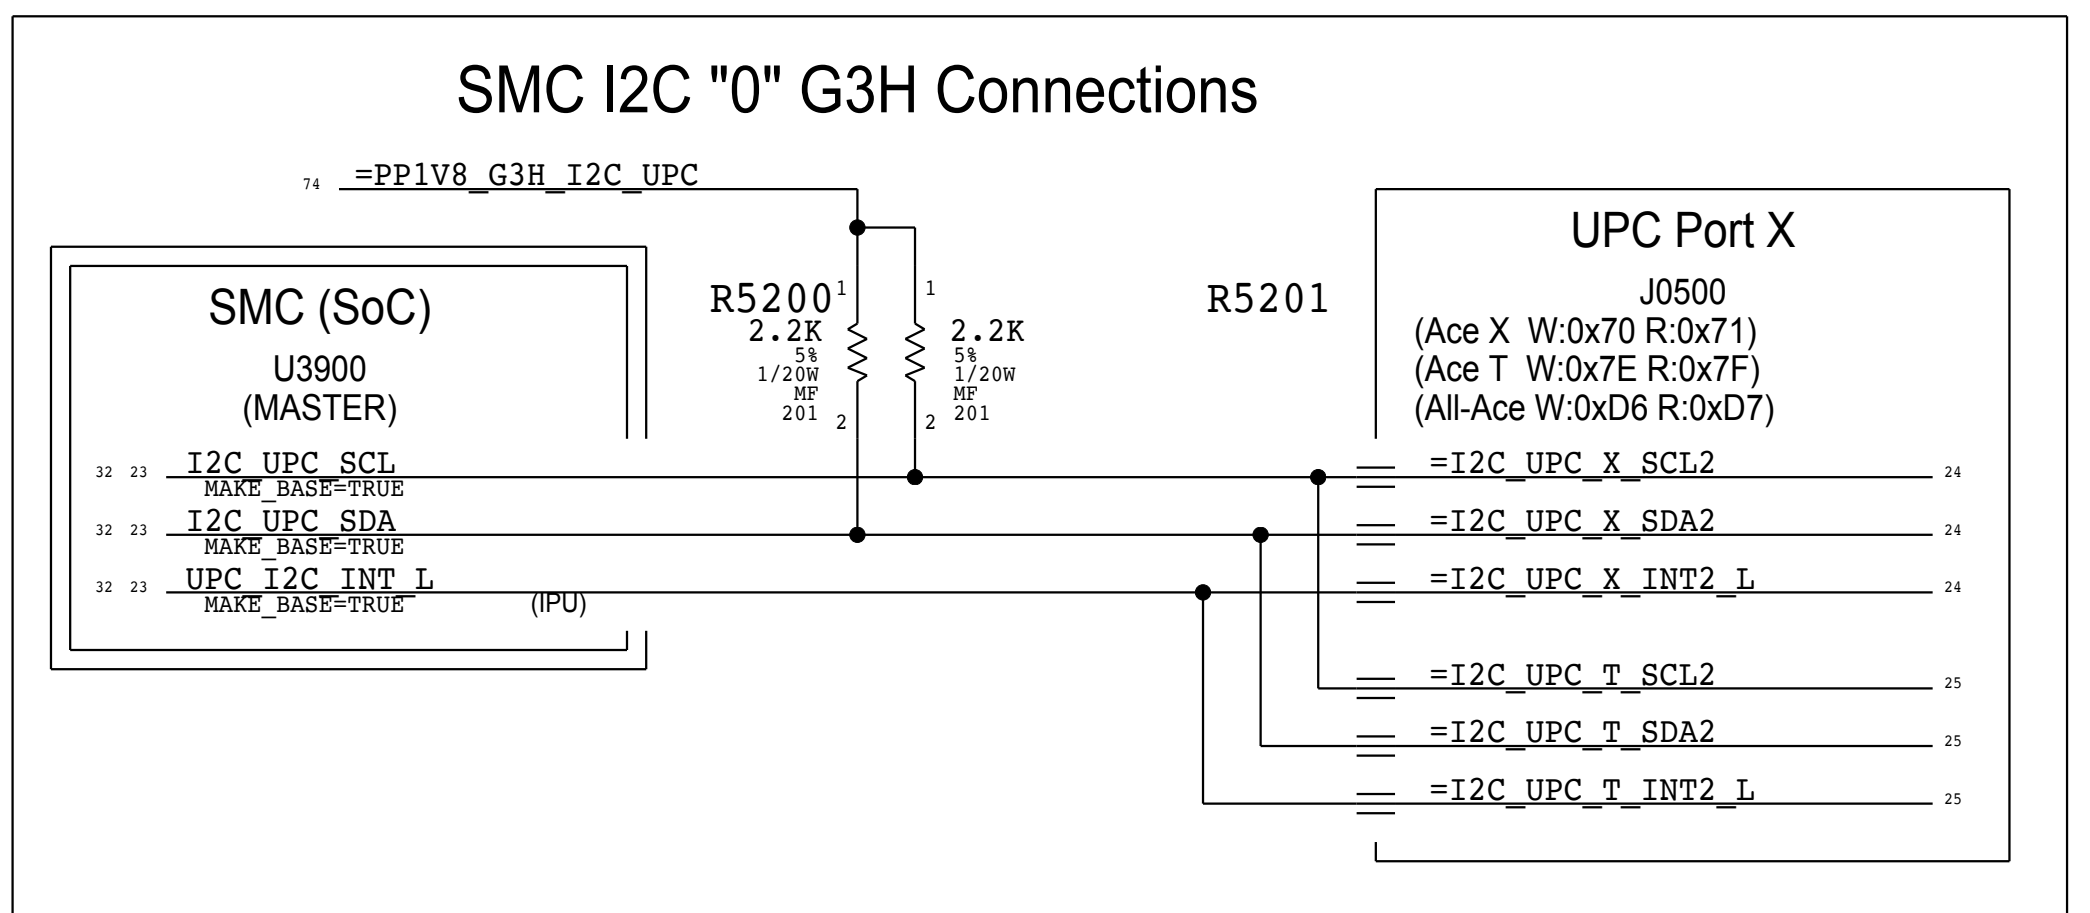 SMC I2C "0" G3H Connections
74 =PP1V8_G3H_I2C_UPC
SMC (SoC)
U3900
(MASTER)
R5200
1
2.2K
5%
1/20W
MF
201
2
1
2.2K
5%
1/20W
MF
201
2
R5201
UPC Port X
J0500
(Ace X W:0x70 R:0x71)
(Ace T W:0x7E R:0x7F)
(All-Ace W:0xD6 R:0xD7)
32 23 I2C_UPC_SCL
MAKE_BASE=TRUE
32 23 I2C_UPC_SDA
MAKE_BASE=TRUE
32 23 UPC_I2C_INT_L
MAKE_BASE=TRUE
(IPU)
=I2C_UPC_X_SCL2 24
=I2C_UPC_X_SDA2 24
=I2C_UPC_X_INT2_L 24
=I2C_UPC_T_SCL2 25
=I2C_UPC_T_SDA2 25
=I2C_UPC_T_INT2_L 25